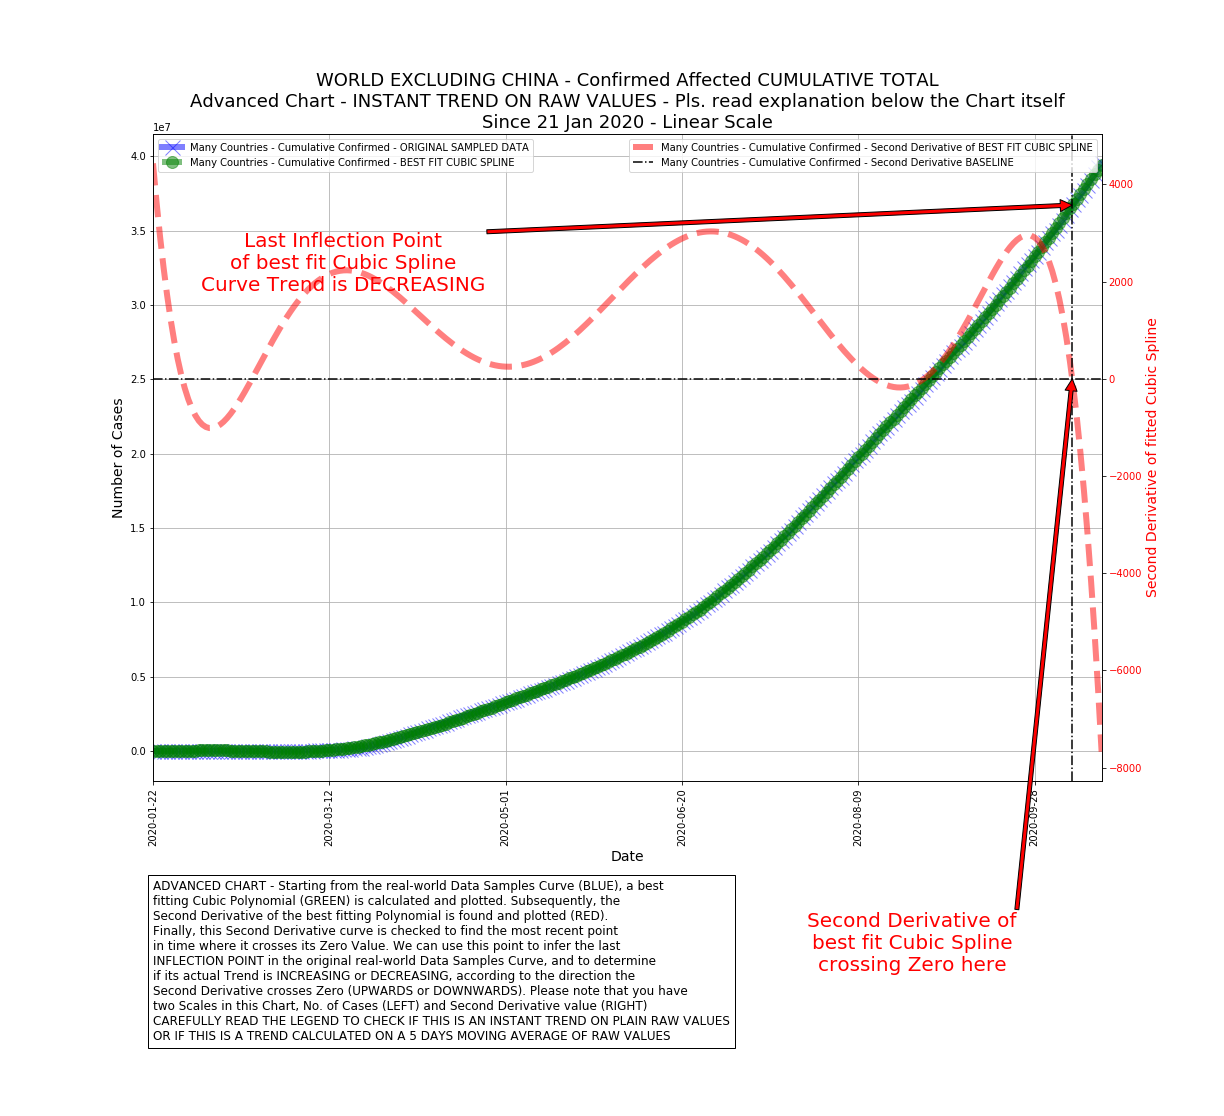 WORLD EXCLUDING CHINA - Confirmed Affected CUMULATIVE TOTAL
Advanced Chart - INSTANT TREND ON RAW VALUES - Pls. read explanation below the Chart itself
Since 21 Jan 2020 - Linear Scale
1e7
Many Countries - Cumulative Confirmed - ORIGINAL SAMPLED DATA
Many Countries - Cumulative Confirmed - BEST FIT CUBIC SPLINE
Many Countries - Cumulative Confirmed - Second Derivative of BEST FIT CUBIC SPLINE
Many Countries - Cumulative Confirmed - Second Derivative BASELINE
Last Inflection Point
of best fit Cubic Spline
Curve Trend is DECREASING
Number of Cases
4.0
3.5
3.0
2.5
2.0
1.5
1.0
0.5
0.0
4000
2000
0
−2000
−4000
−6000
−8000
Second Derivative of fitted Cubic Spline
2020-01-22
2020-03-12
2020-05-01
2020-06-20
2020-08-09
2020-09-28
Date
Second Derivative of
best fit Cubic Spline
crossing Zero here
ADVANCED CHART - Starting from the real-world Data Samples Curve (BLUE), a best
fitting Cubic Polynomial (GREEN) is calculated and plotted. Subsequently, the
Second Derivative of the best fitting Polynomial is found and plotted (RED).
Finally, this Second Derivative curve is checked to find the most recent point
in time where it crosses its Zero Value. We can use this point to infer the last
INFLECTION POINT in the original real-world Data Samples Curve, and to determine
if its actual Trend is INCREASING or DECREASING, according to the direction the
Second Derivative crosses Zero (UPWARDS or DOWNWARDS). Please note that you have
two Scales in this Chart, No. of Cases (LEFT) and Second Derivative value (RIGHT)
CAREFULLY READ THE LEGEND TO CHECK IF THIS IS AN INSTANT TREND ON PLAIN RAW VALUES
OR IF THIS IS A TREND CALCULATED ON A 5 DAYS MOVING AVERAGE OF RAW VALUES